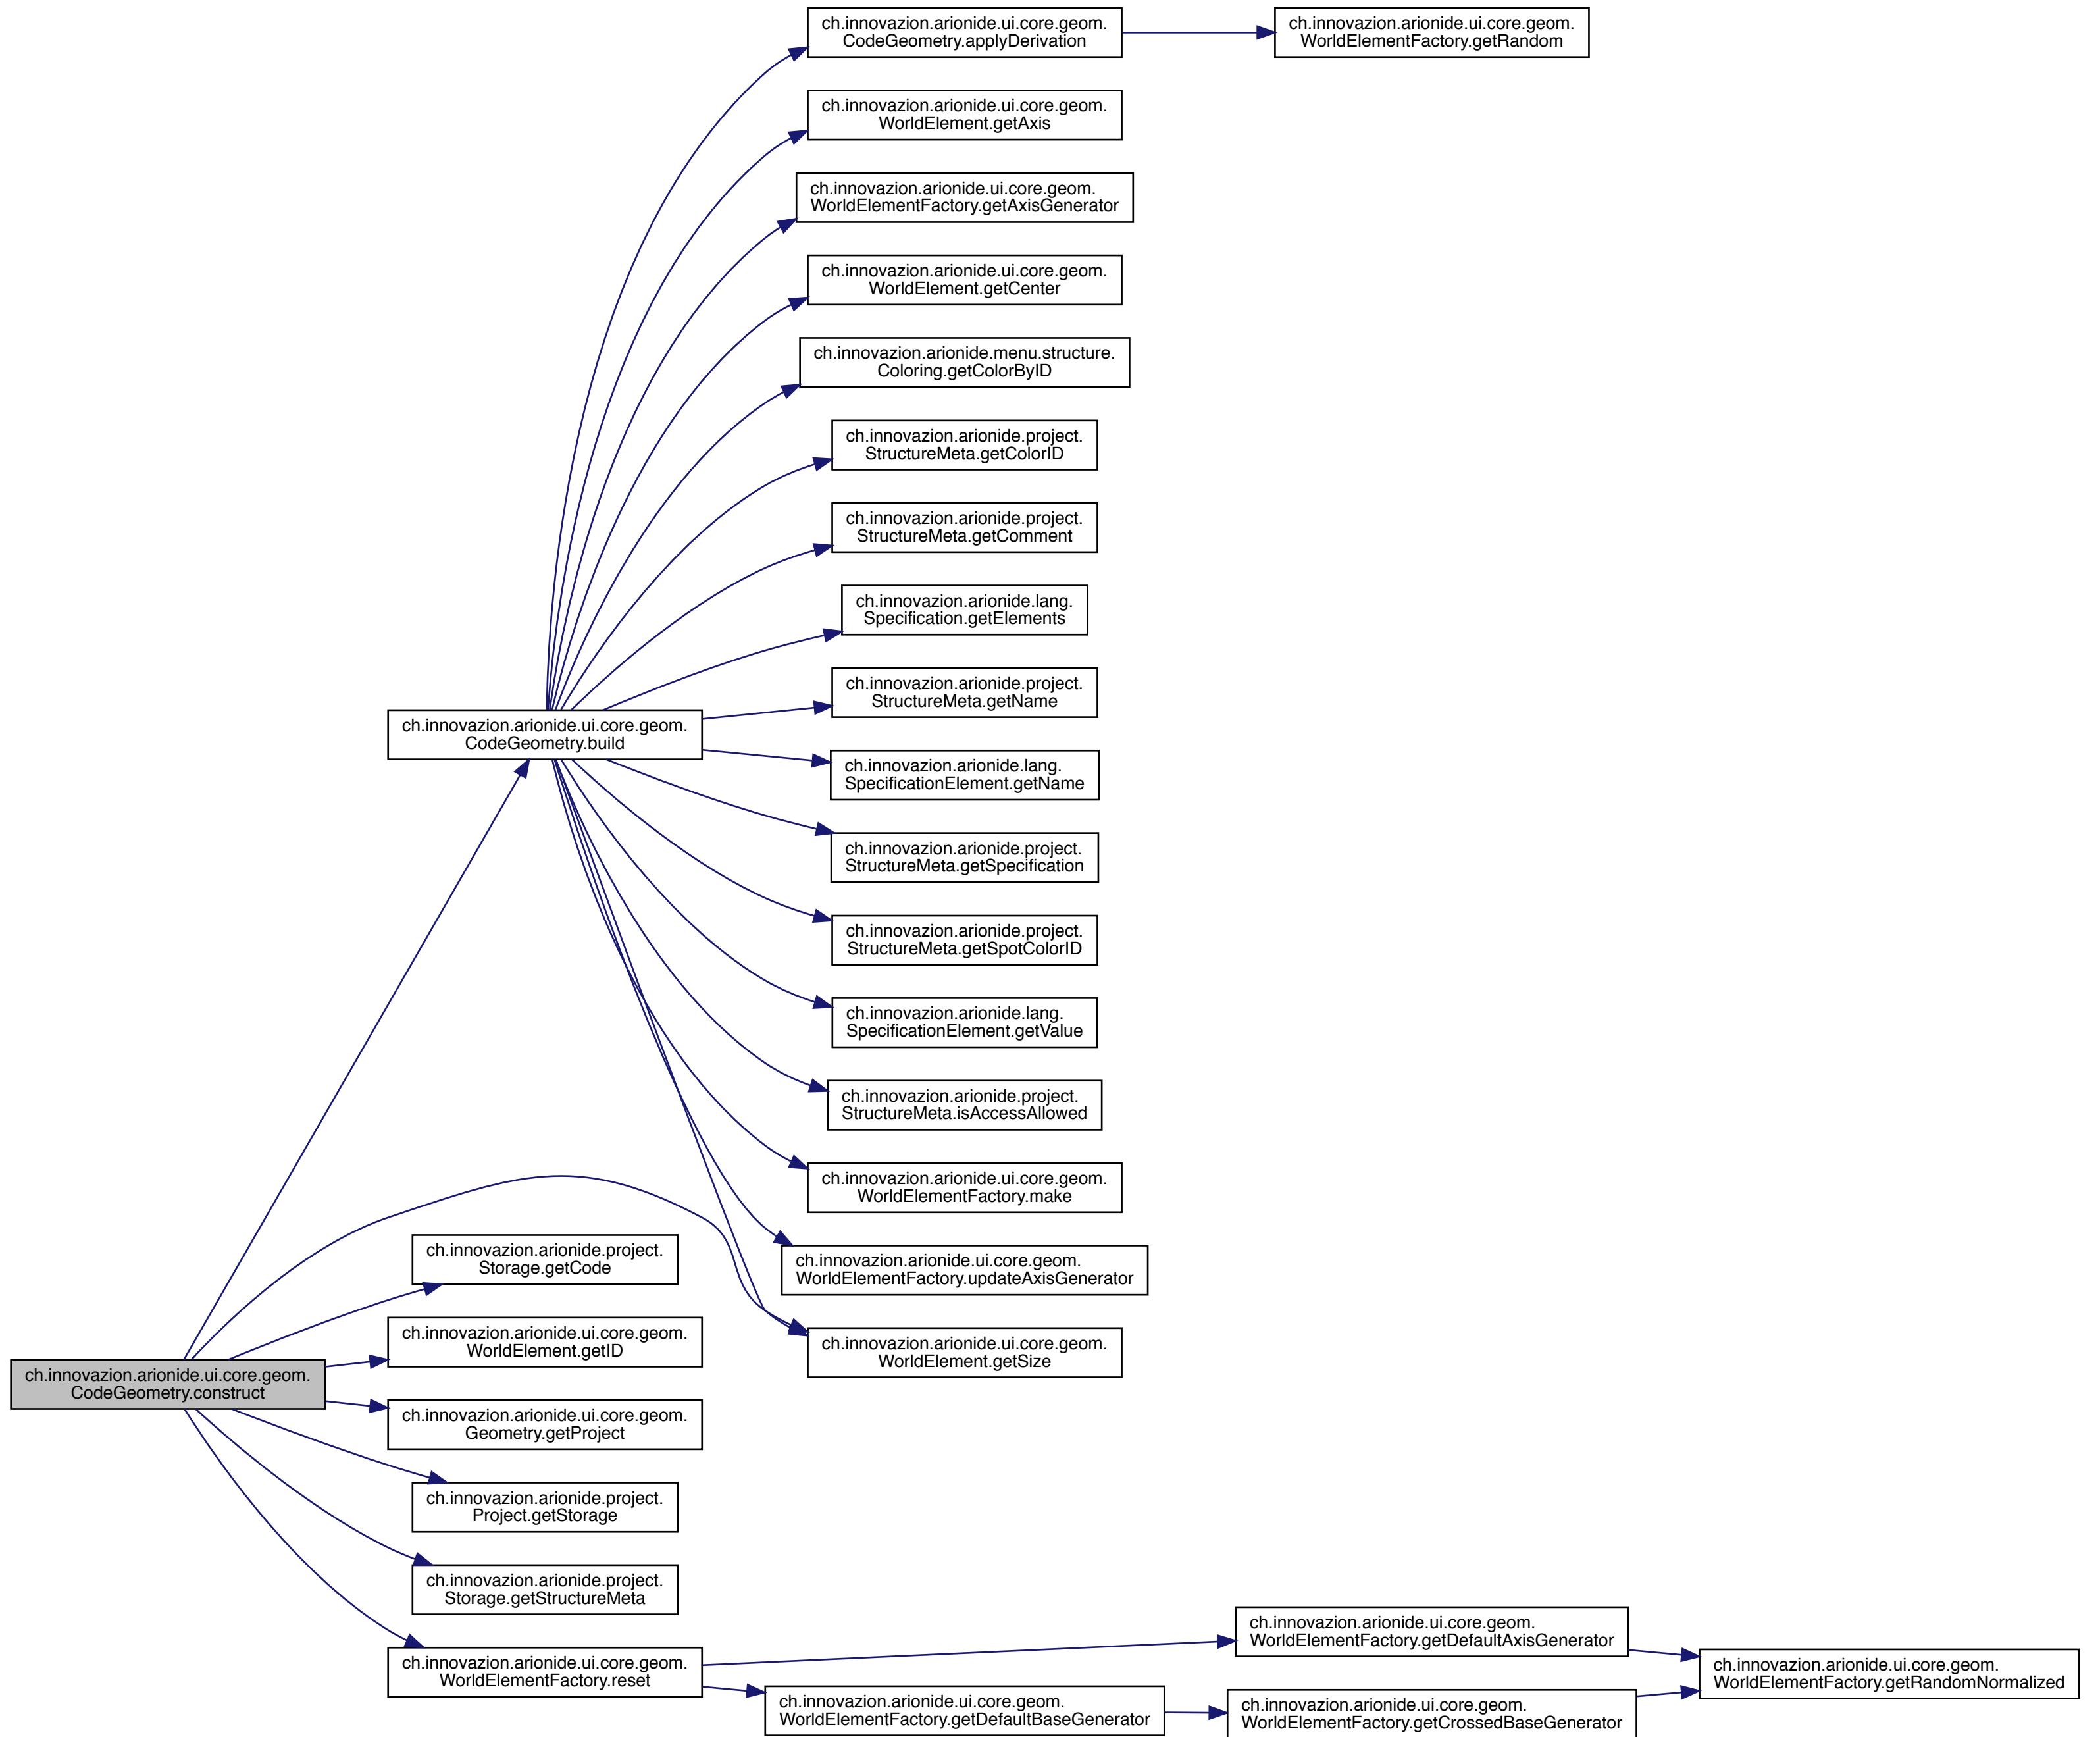 ch.innovazion.arionide.ui.core.geom.
CodeGeometry.applyDerivation
ch.innovazion.arionide.ui.core.geom.
WorldElementFactory.getRandom
ch.innovazion.arionide.ui.core.geom.
WorldElement.getAxis
ch.innovazion.arionide.ui.core.geom.
WorldElementFactory.getAxisGenerator
ch.innovazion.arionide.ui.core.geom.
WorldElement.getCenter
ch.innovazion.arionide.menu.structure.
Coloring.getColorByID
ch.innovazion.arionide.project.
StructureMeta.getColorID
ch.innovazion.arionide.project.
StructureMeta.getComment
ch.innovazion.arionide.lang.
Specification.getElements
ch.innovazion.arionide.project.
StructureMeta.getName
ch.innovazion.arionide.ui.core.geom.
CodeGeometry.build
ch.innovazion.arionide.lang.
SpecificationElement.getName
ch.innovazion.arionide.project.
StructureMeta.getSpecification
ch.innovazion.arionide.project.
StructureMeta.getSpotColorID
ch.innovazion.arionide.lang.
SpecificationElement.getValue
ch.innovazion.arionide.project.
StructureMeta.isAccessAllowed
ch.innovazion.arionide.ui.core.geom.
WorldElementFactory.make
ch.innovazion.arionide.project.
Storage.getCode
ch.innovazion.arionide.ui.core.geom.
WorldElementFactory.updateAxisGenerator
ch.innovazion.arionide.ui.core.geom.
WorldElement.getID
ch.innovazion.arionide.ui.core.geom.
WorldElement.getSize
ch.innovazion.arionide.ui.core.geom.
CodeGeometry.construct
ch.innovazion.arionide.ui.core.geom.
Geometry.getProject
ch.innovazion.arionide.project.
Project.getStorage
ch.innovazion.arionide.project.
Storage.getStructureMeta
ch.innovazion.arionide.ui.core.geom.
WorldElementFactory.reset
ch.innovazion.arionide.ui.core.geom.
WorldElementFactory.getDefaultAxisGenerator
ch.innovazion.arionide.ui.core.geom.
WorldElementFactory.getRandomNormalized
ch.innovazion.arionide.ui.core.geom.
WorldElementFactory.getDefaultBaseGenerator
ch.innovazion.arionide.ui.core.geom.
WorldElementFactory.getCrossedBaseGenerator